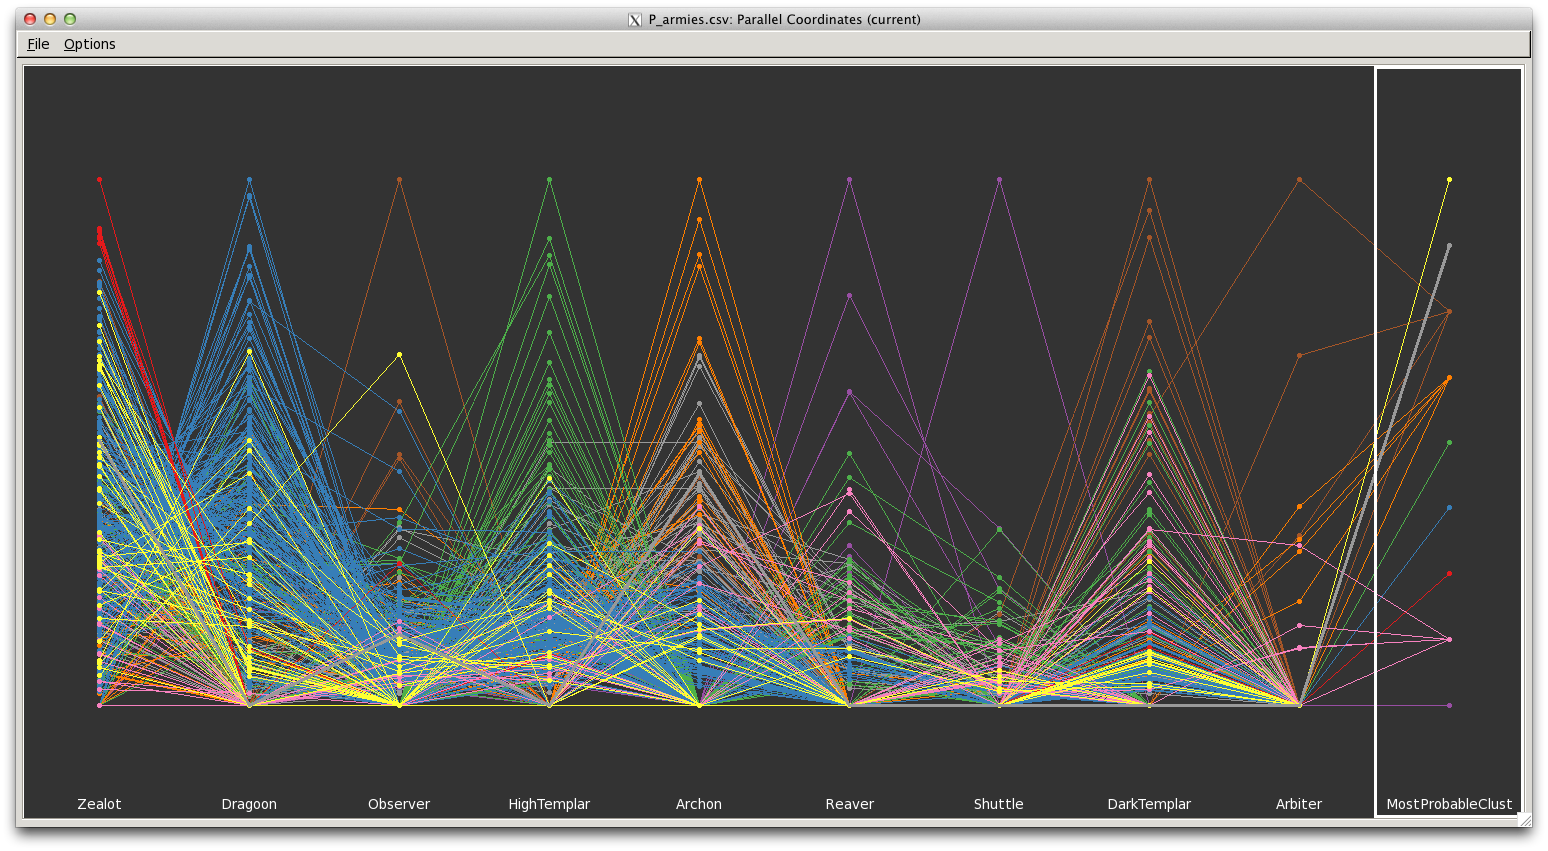 P_armies.csv: Parallel Coordinates (current)
File Options
Zealot Dragoon Observer HighTemplar Archon Reaver Shuttle DarkTemplar Arbiter MostProbableClust